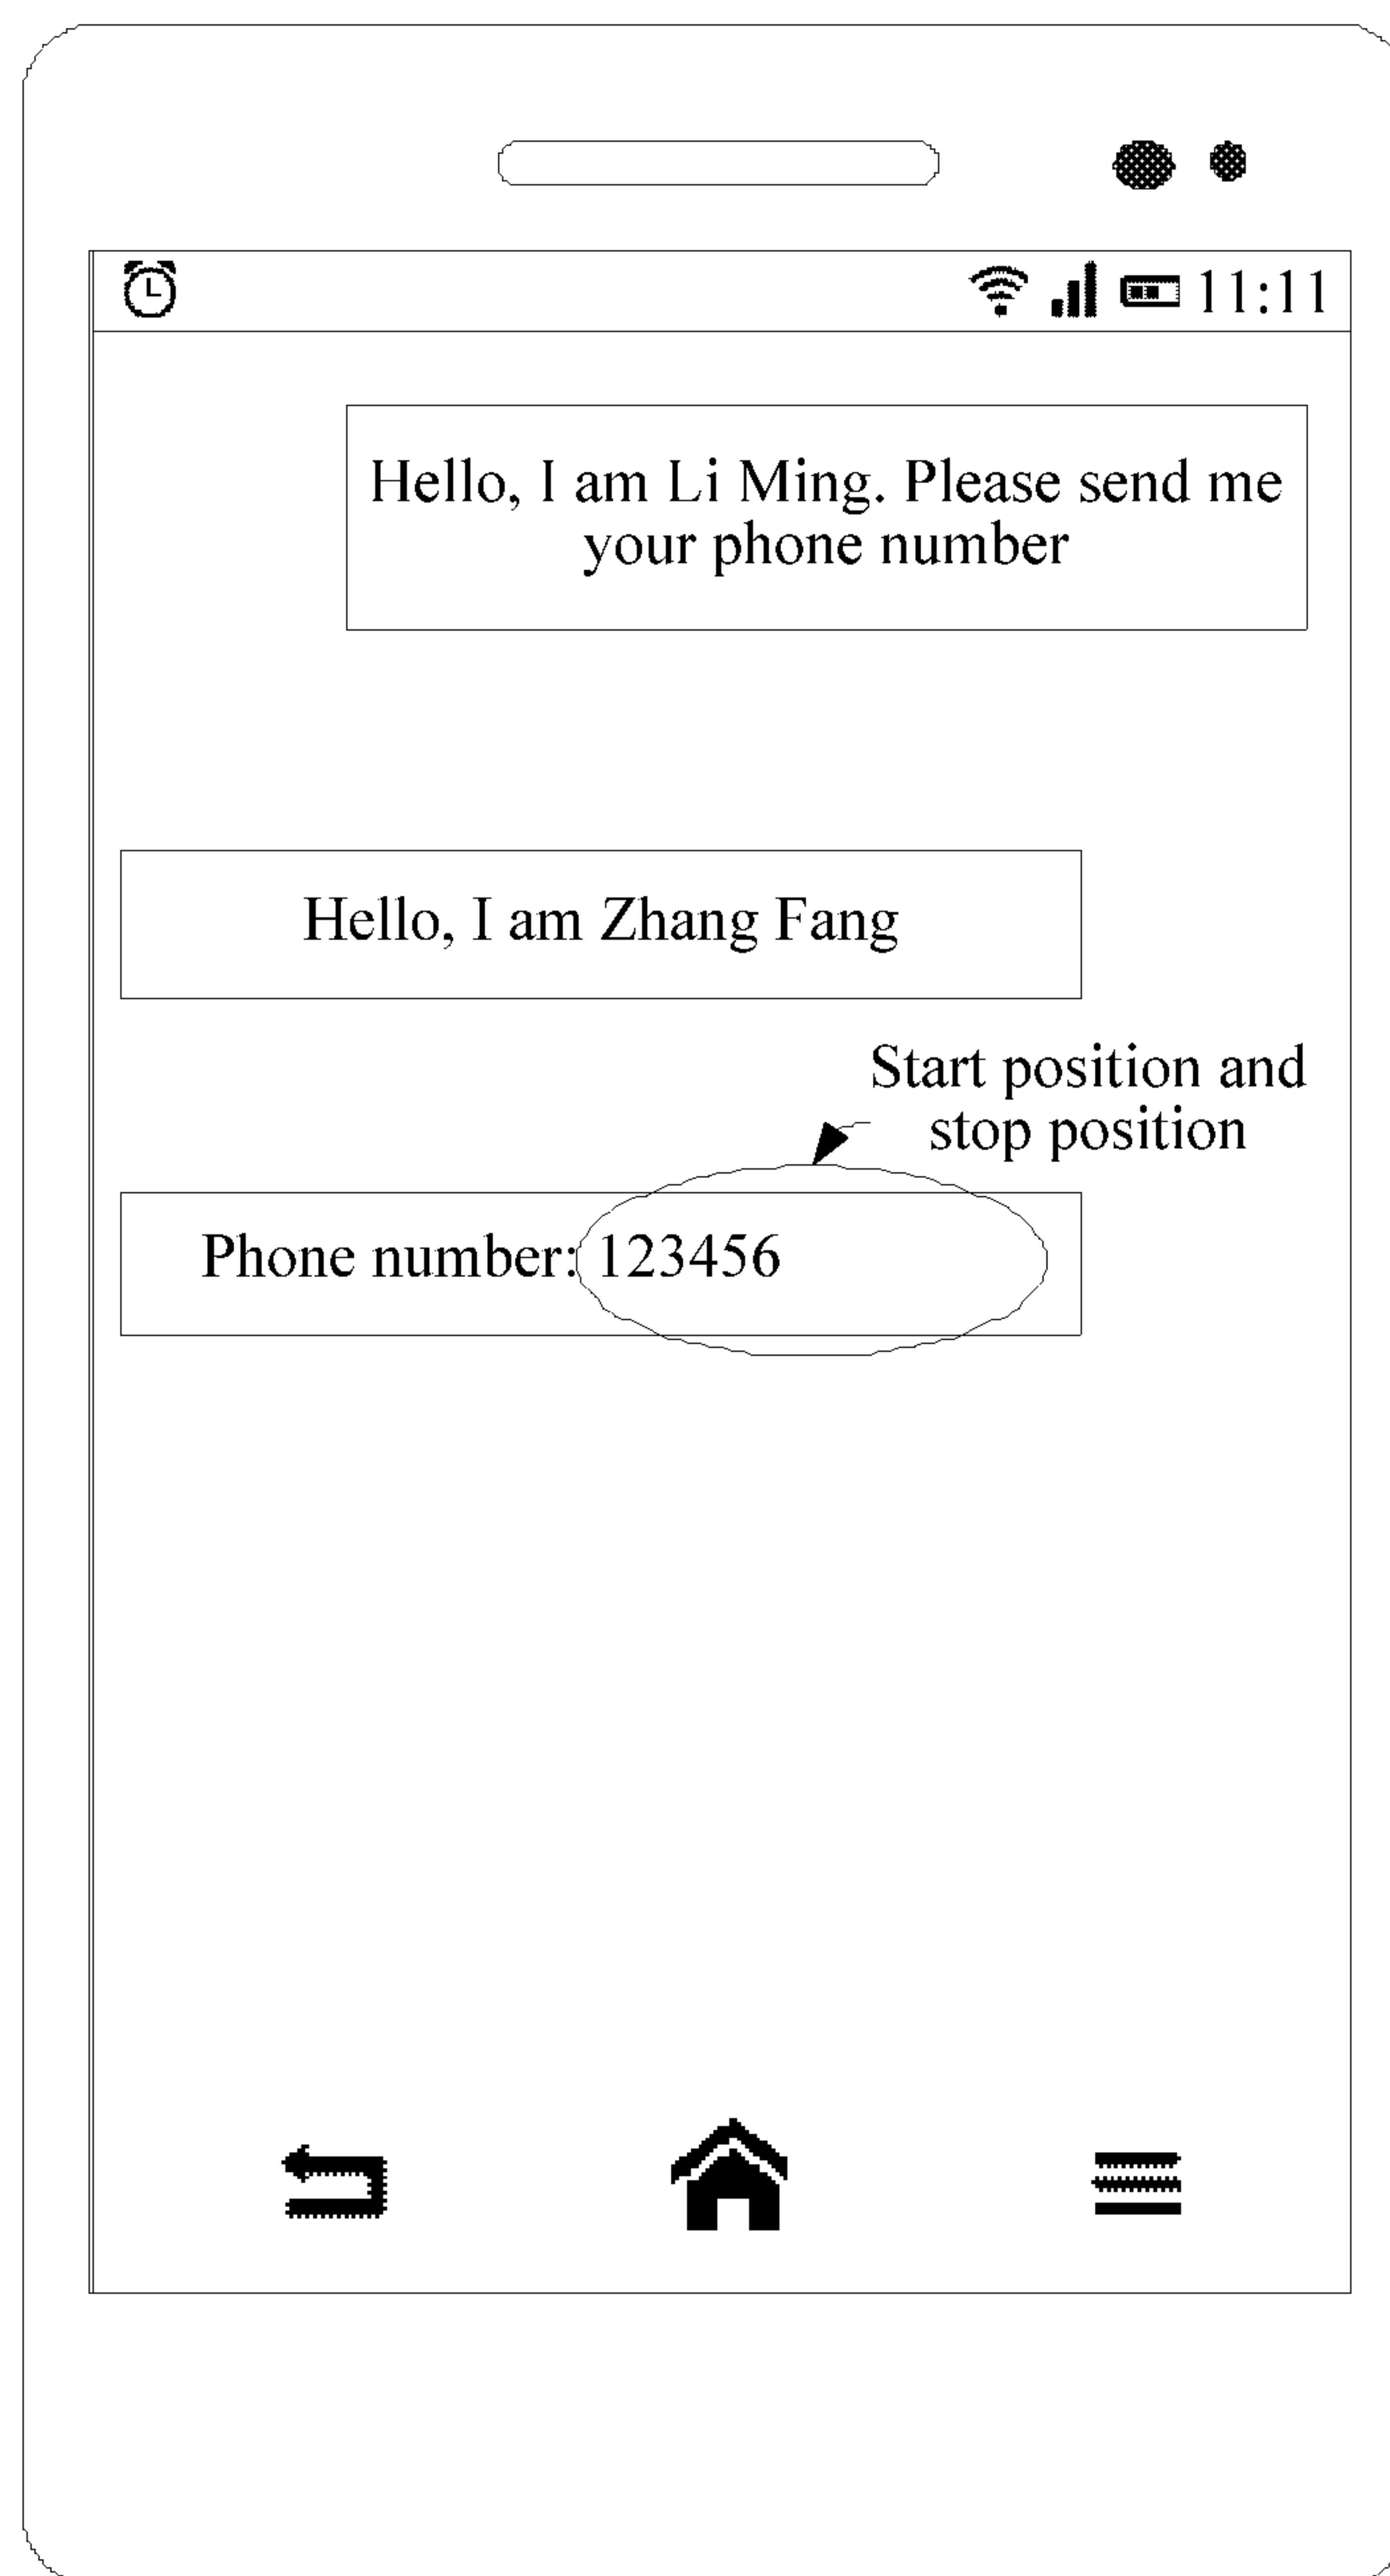 11:11
Hello, I am Li Ming. Please send me
your phone number
Hello, I am Zhang Fang
Start position and
stop position
Phone number: 123456